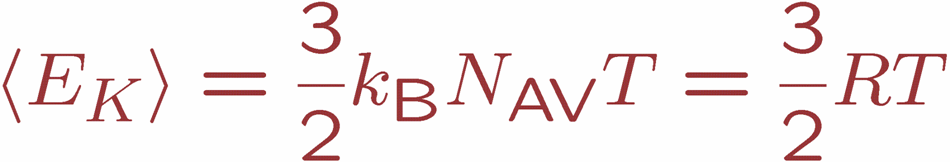 ⟨E_K⟩ = 3/2 k_B N_AV T = 3/2 RT